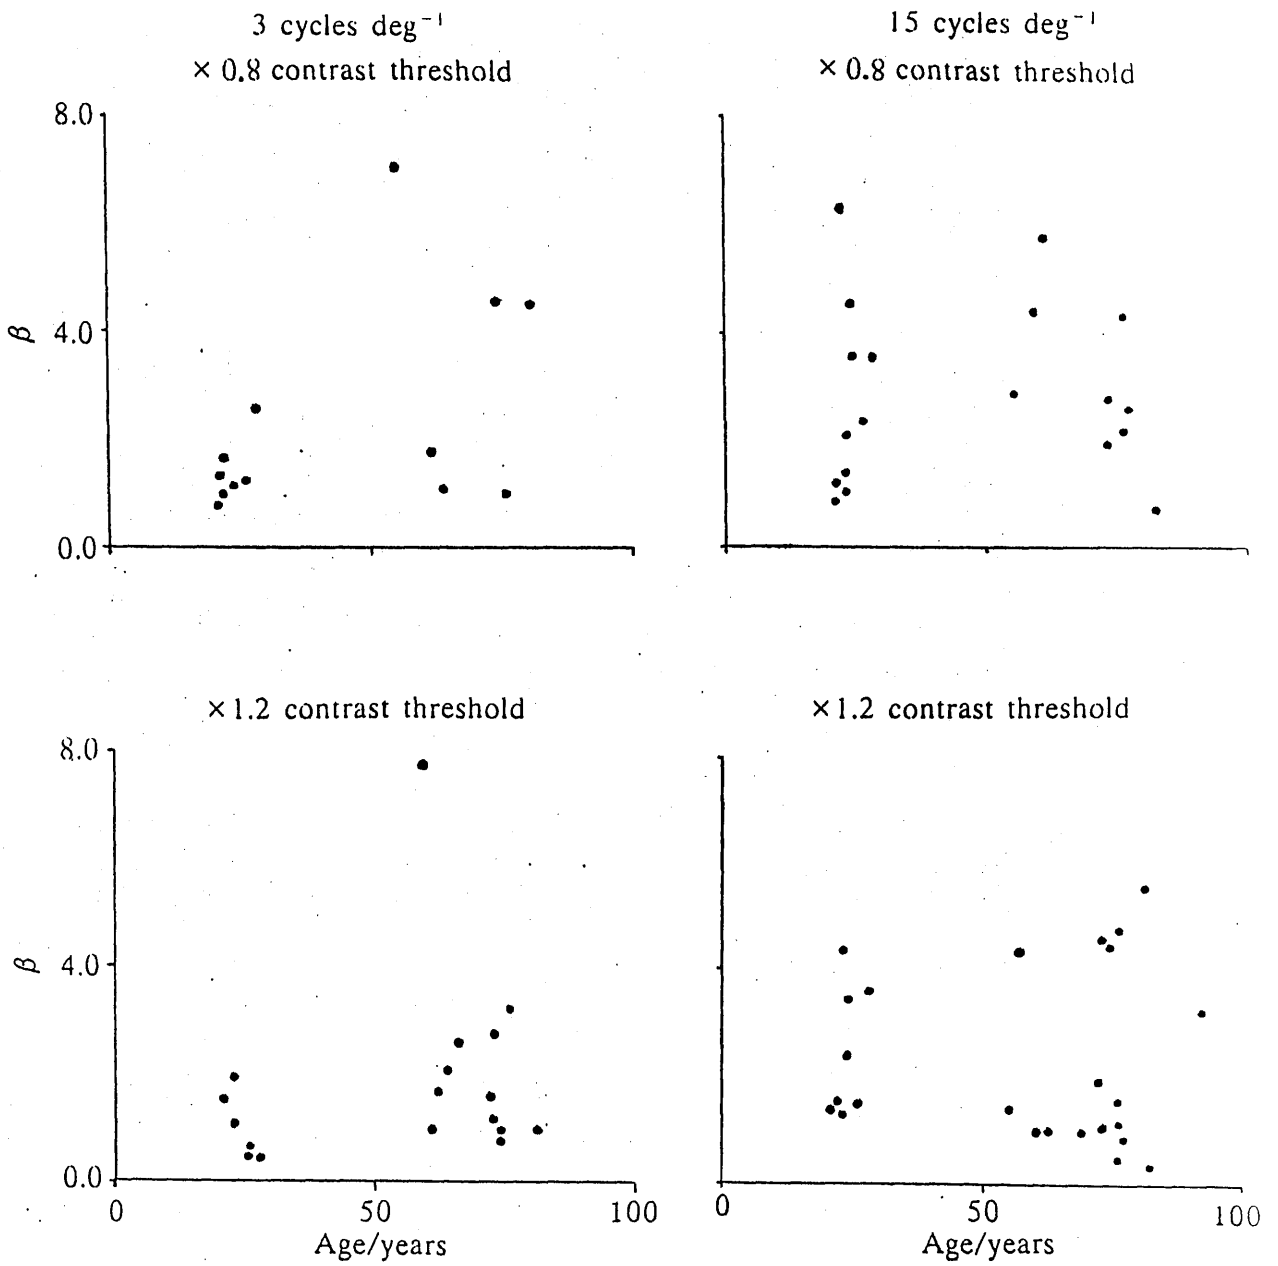 3 cycles deg⁻¹
× 0.8 contrast threshold
15 cycles deg⁻¹
× 0.8 contrast threshold
8.0
β
4.0
0.0
× 1.2 contrast threshold
× 1.2 contrast threshold
8.0
β
4.0
0.0
0 50 100
Age/years
0 50 100
Age/years